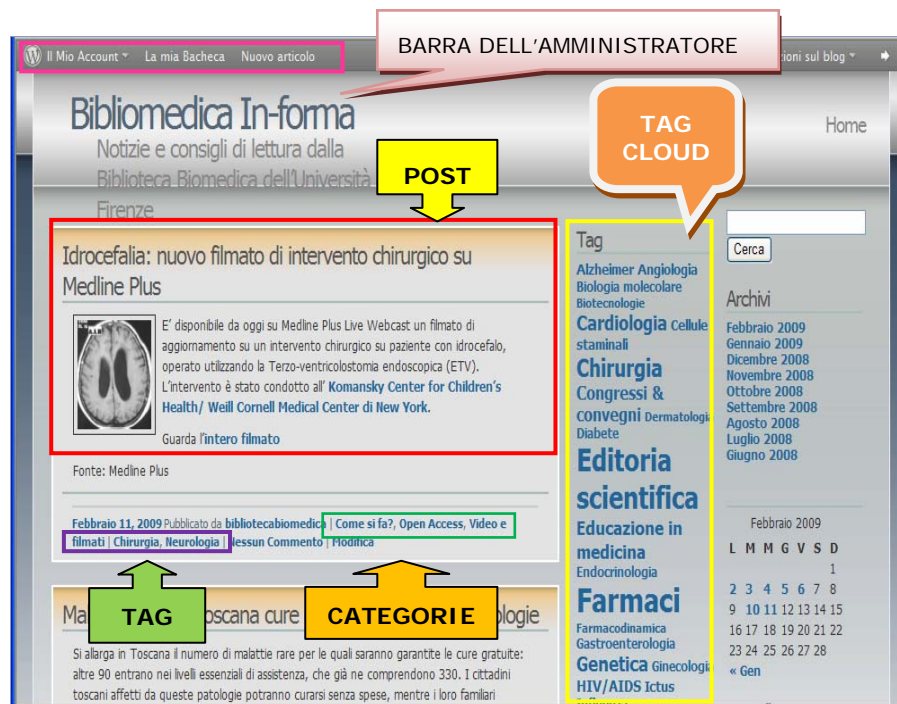 Il Mio Account La mia Bacheca Nuovo articolo
BARRA DELL'AMMINISTRATORE
sul blog
Bibliomedica In-forma
Notizie e consigli di lettura dalla
Biblioteca Biomedica dell'Università
Firenze
Home
POST
TAG
CLOUD
Idrocefalia: nuovo filmato di intervento chirurgico su
Medline Plus
E' disponibile da oggi su Medline Plus Live Webcast un filmato di
aggiornamento su un intervento chirurgico su paziente con idrocefalo,
operato utilizzando la Terzo-ventricolostomia endoscopica (ETV).
L'intervento è stato condotto all' Komansky Center for Children's
Health/ Weill Cornell Medical Center di New York.
Guarda l'intero filmato
Fonte: Medline Plus
Febbraio 11, 2009 Pubblicato da bibliotecabiomedica | Come si fa?, Open Access, Video e
filmati | Chirurgia, Neurologia | Nessun Commento | Modifica
TAG
CATEGORIE
Ma oscana cure ologie
Si allarga in Toscana il numero di malattie rare per le quali saranno garantite le cure gratuite:
altre 90 entrano nei livelli essenziali di assistenza, che già ne comprendono 330. I cittadini
toscani affetti da queste patologie potranno curarsi senza spese, mentre i loro familiari
Tag
Alzheimer Angiologia
Biologia molecolare
Biotecnologie
Cardiologia Cellule
staminali
Chirurgia
Congressi &
convegni Dermatologia
Diabete
Editoria
scientifica
Educazione in
medicina
Endocrinologia
Farmaci
Farmacodinamica
Gastroenterologia
Genetica Ginecologia
HIV/AIDS Ictus
Cerca
Archivi
Febbraio 2009
Gennaio 2009
Dicembre 2008
Novembre 2008
Ottobre 2008
Settembre 2008
Agosto 2008
Luglio 2008
Giugno 2008
Febbraio 2009
L M M G V S D
1
2 3 4 5 6 7 8
9 10 11 12 13 14 15
16 17 18 19 20 21 22
23 24 25 26 27 28
« Gen